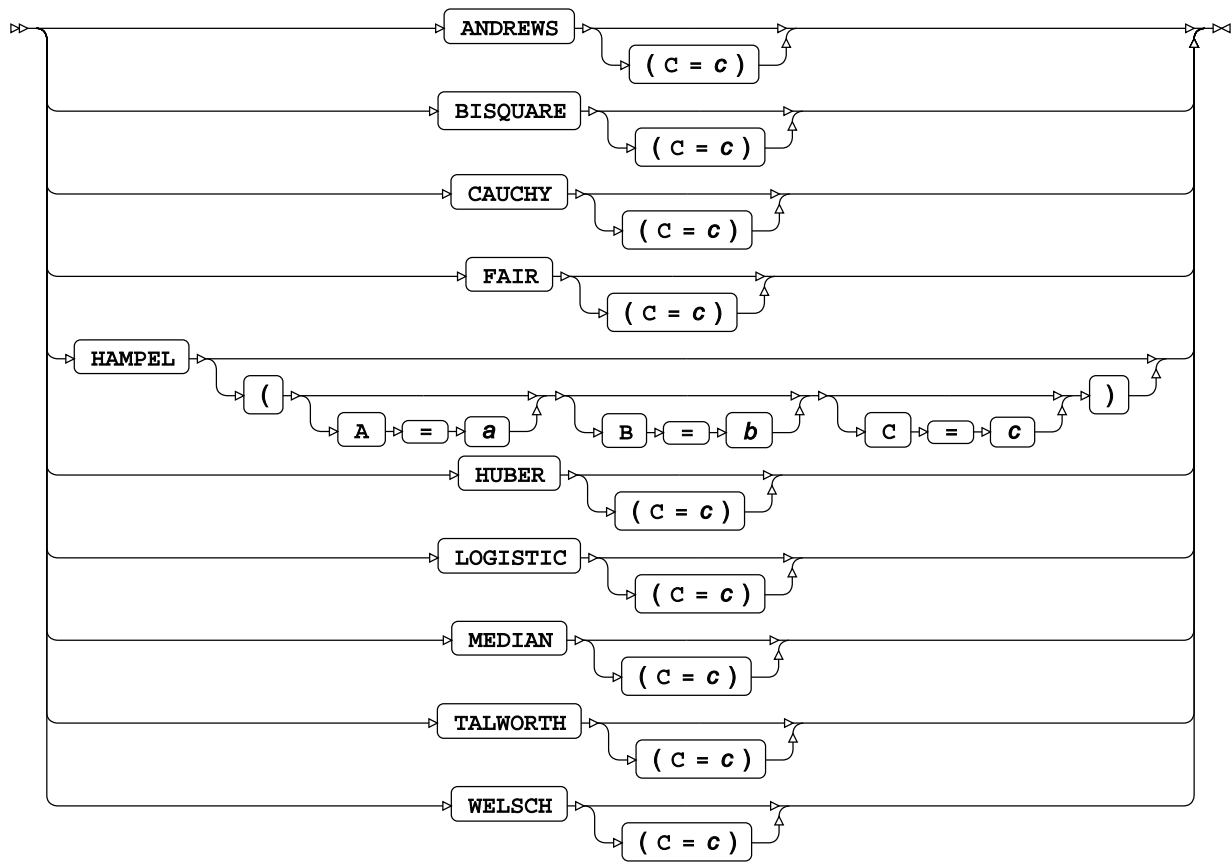 ANDREWS
( C = c )
BISQUARE
( C = c )
CAUCHY
( C = c )
FAIR
( C = c )
HAMPEL
( )
A = a B = b C = c
HUBER
( C = c )
LOGISTIC
( C = c )
MEDIAN
( C = c )
TALWORTH
( C = c )
WELSCH
( C = c )